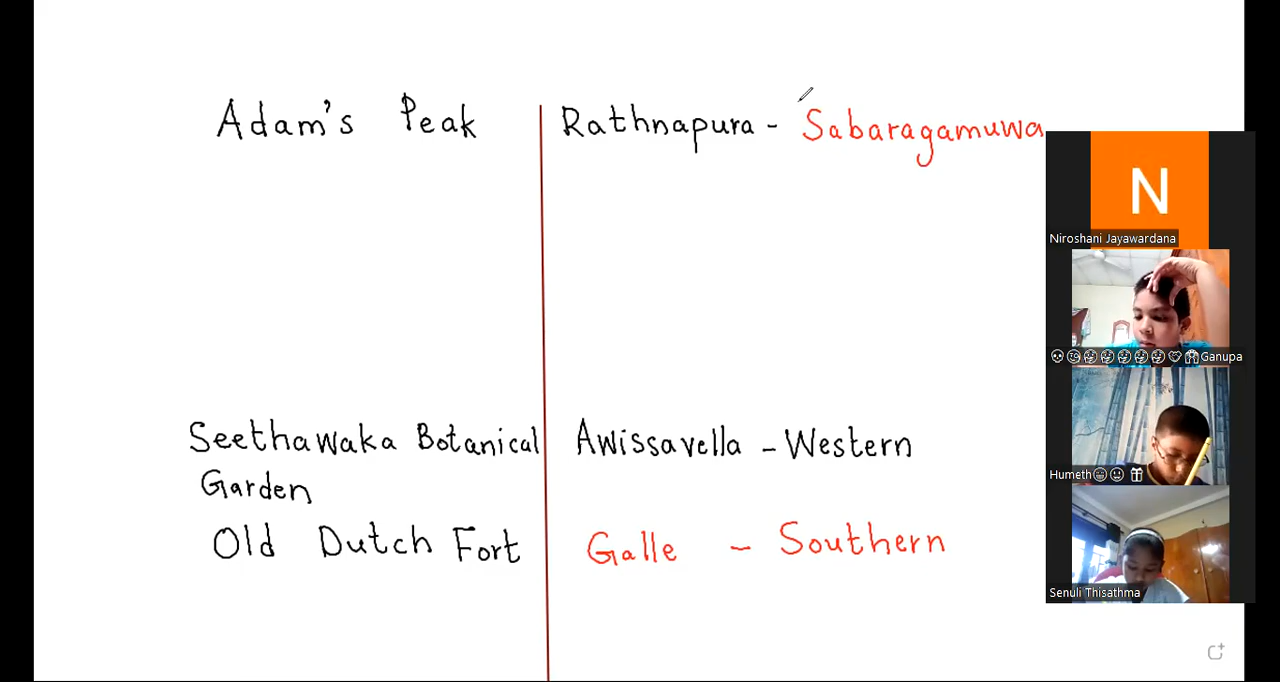 Adam's Peak Rathnapura - Sabaragamuwa
N
Niroshani Jayawardana
💀🤔🤪🤪🤪🤪🤪🤝🎁Ganupa
Seethawaka Botanical Awissavella - Western
Garden
Humeth😁🙂 🎁
Old Dutch Fort Galle - Southern
Senuli Thisathma